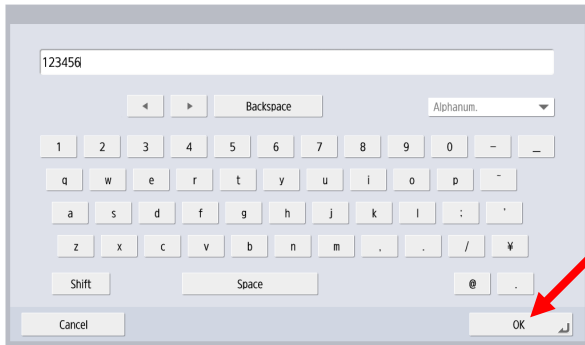 123456
Backspace Alphanum.
1 2 3 4 5 6 7 8 9 0 - _
q w e r t y u i o p ~
a s d f g h j k l : '
z x c v b n m , . / ¥
Shift Space @ .
Cancel OK